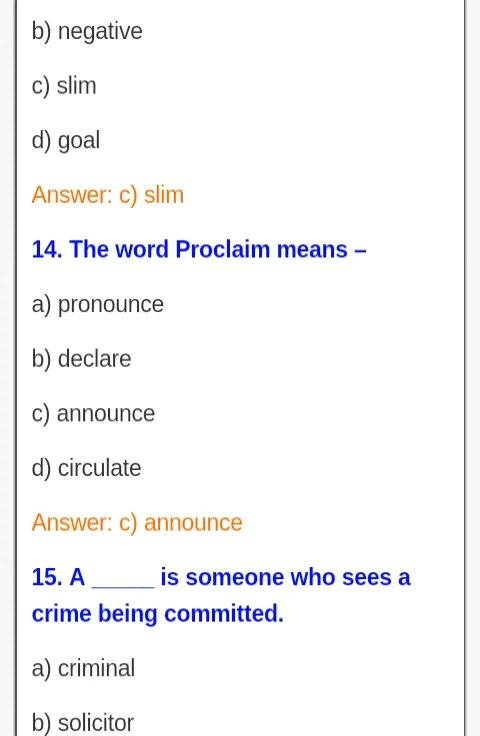 b) negative
c) slim
d) goal
Answer: c) slim
14. The word Proclaim means –
a) pronounce
b) declare
c) announce
d) circulate
Answer: c) announce
15. A _____ is someone who sees a
crime being committed.
a) criminal
b) solicitor